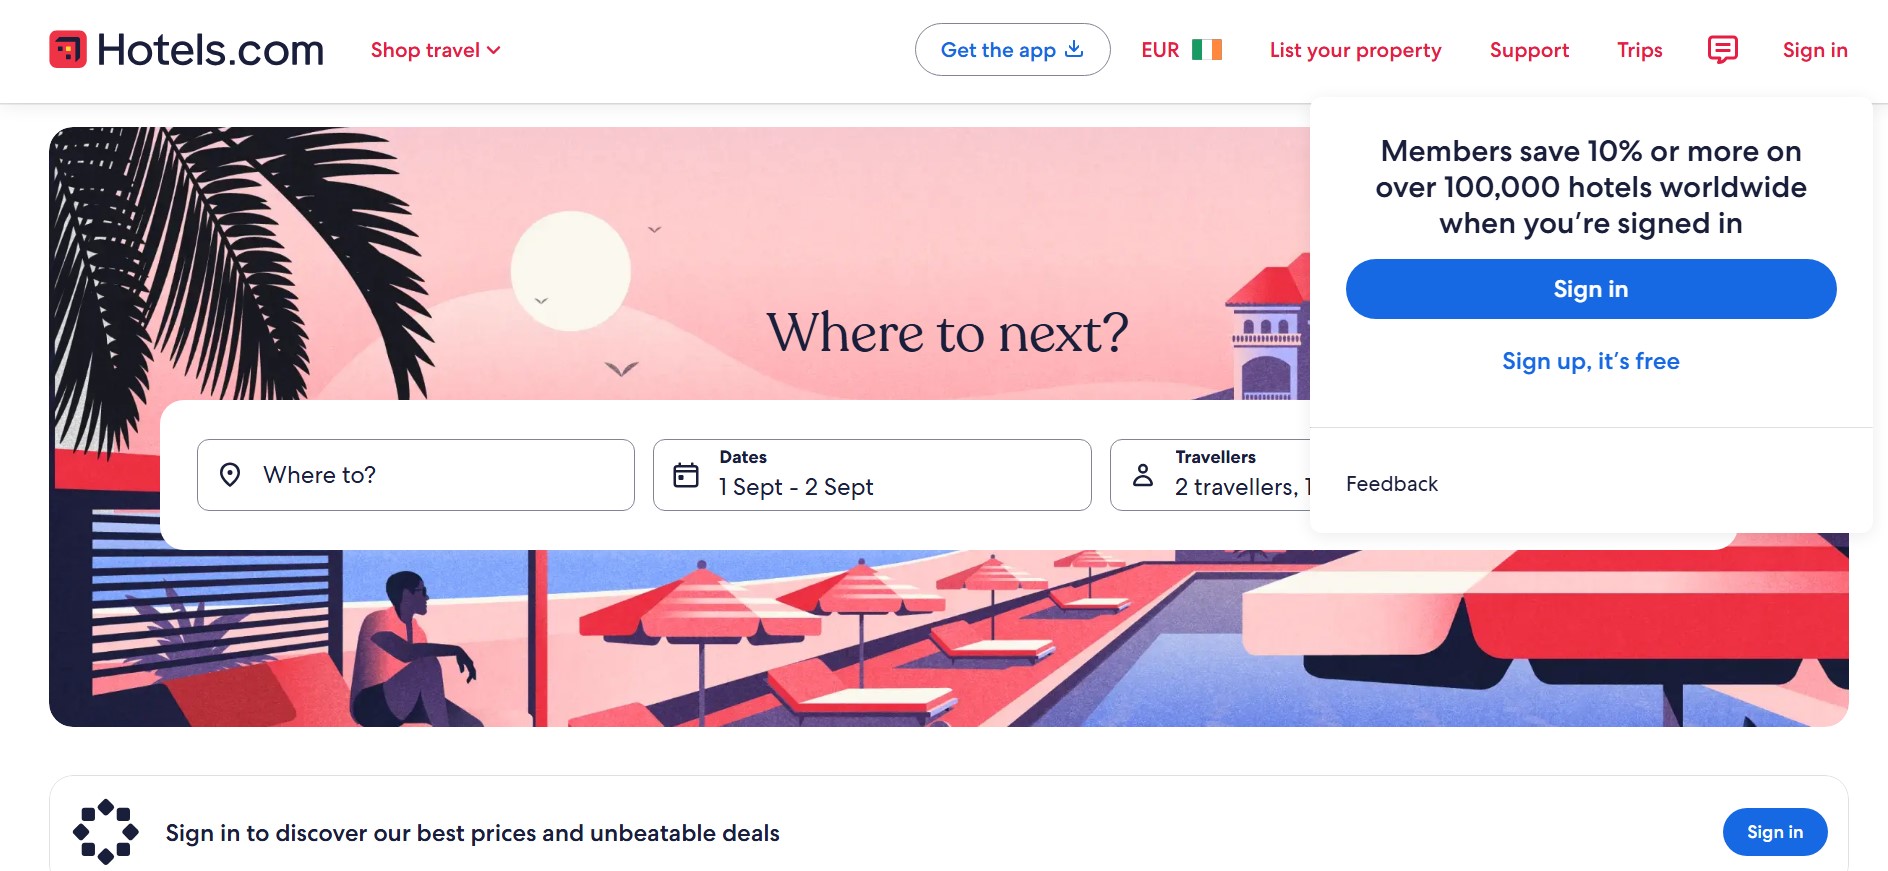 Hotels.com
Shop travel
Get the app
EUR
List your property
Support
Trips
Sign in
Members save 10% or more on
over 100,000 hotels worldwide
when you're signed in
Sign in
Sign up, it's free
Feedback
Where to next?
Where to?
Dates
1 Sept - 2 Sept
Travellers
2 travellers, 1
Sign in to discover our best prices and unbeatable deals
Sign in